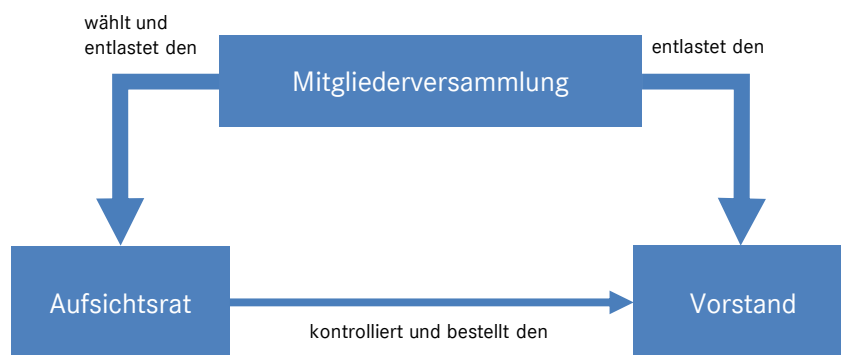 wählt und
entlastet den
entlastet den
Mitgliederversammlung
Aufsichtsrat
Vorstand
kontrolliert und bestellt den